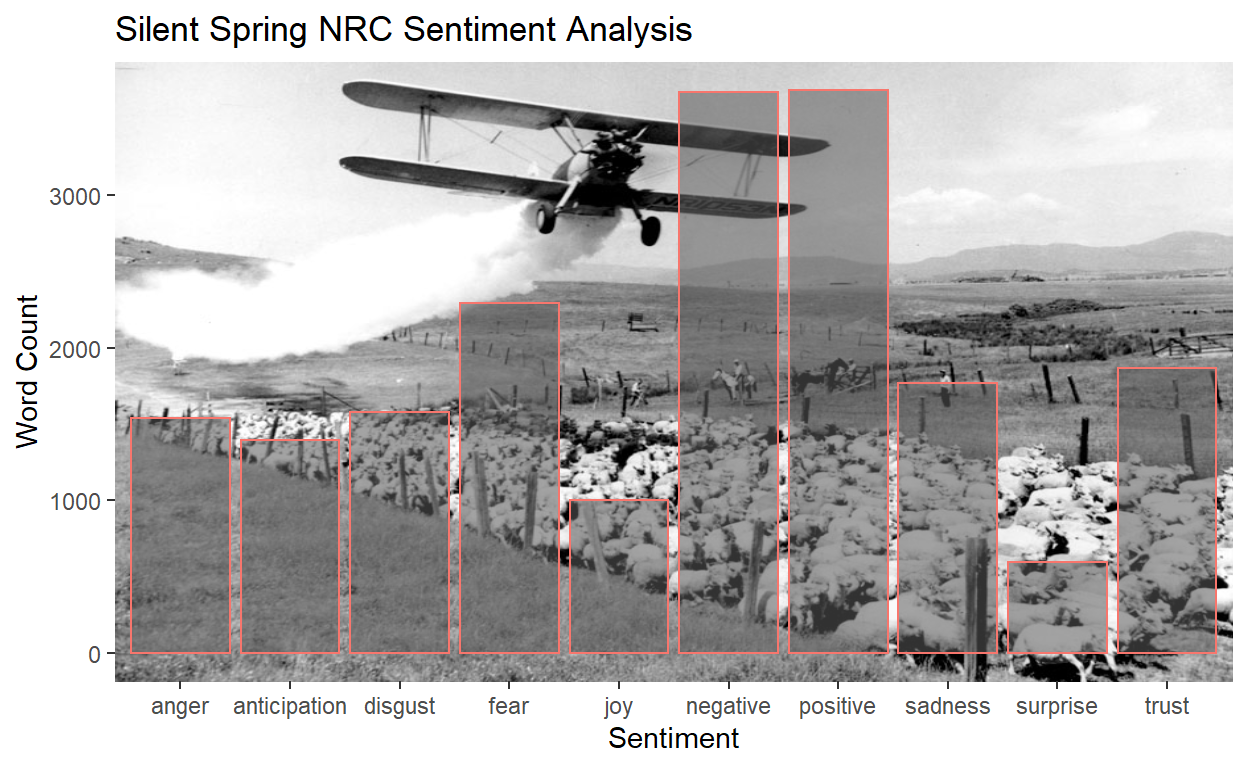 Silent Spring NRC Sentiment Analysis
Word Count
3000
2000
1000
0
anger anticipation disgust fear joy negative positive sadness surprise trust
Sentiment